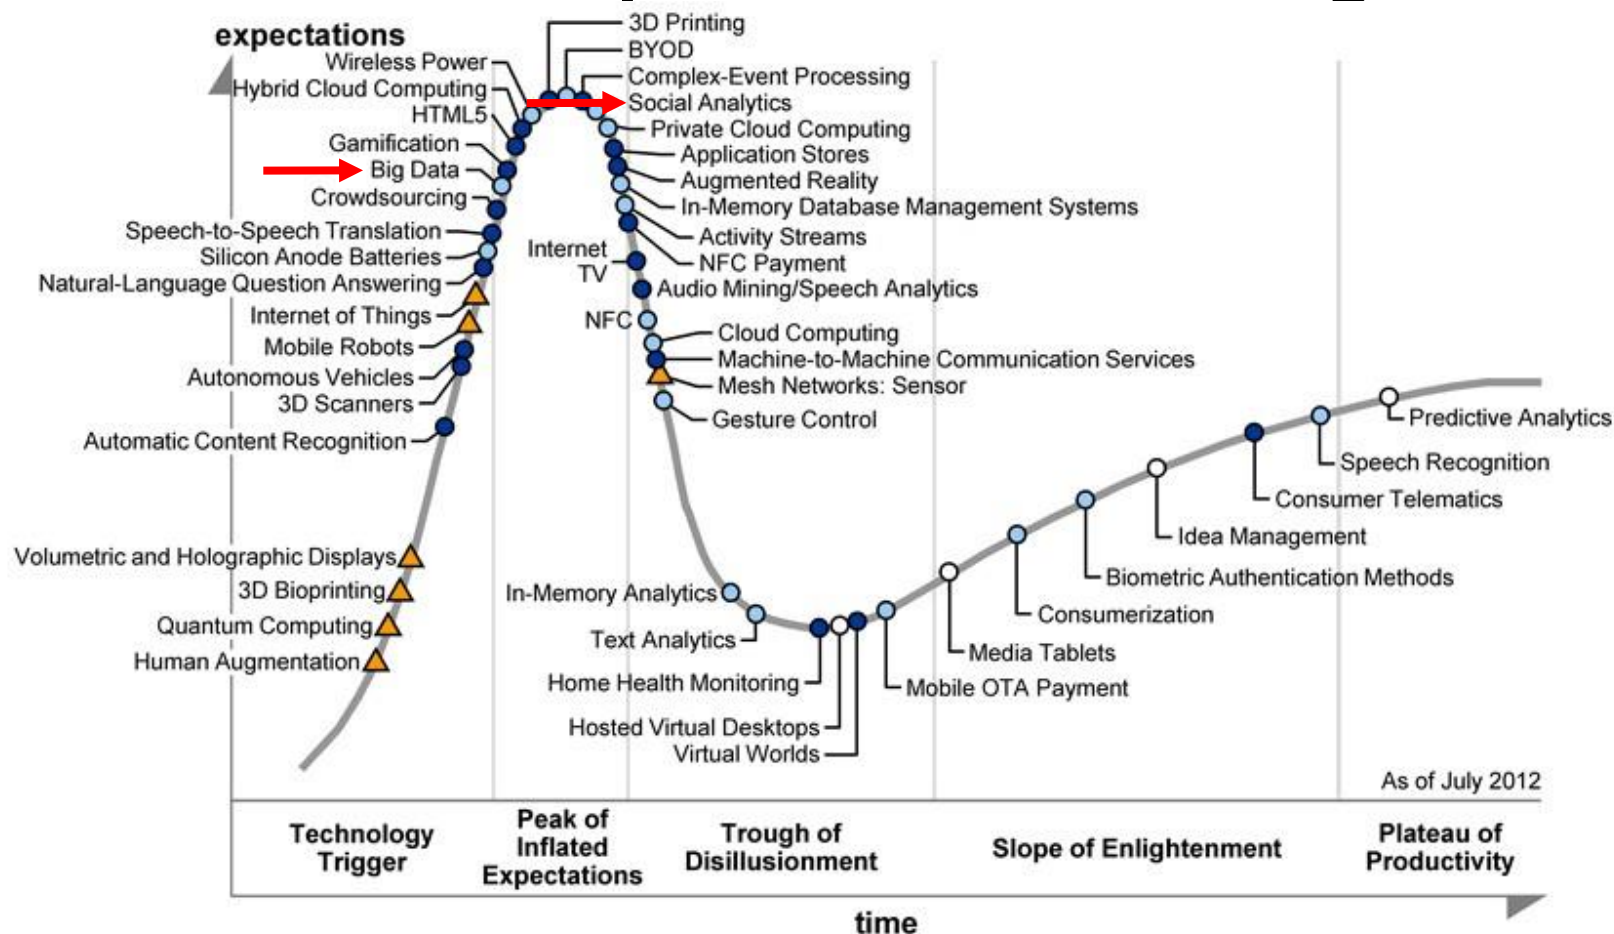 expectations
3D Printing
BYOD
Wireless Power
Complex-Event Processing
Hybrid Cloud Computing
Social Analytics
HTML5
Private Cloud Computing
Gamification
Application Stores
Big Data
Augmented Reality
Crowdsourcing
In-Memory Database Management Systems
Speech-to-Speech Translation
Activity Streams
Silicon Anode Batteries
Internet
TV
NFC Payment
Natural-Language Question Answering
Audio Mining/Speech Analytics
Internet of Things
NFC
Cloud Computing
Mobile Robots
Machine-to-Machine Communication Services
Autonomous Vehicles
Mesh Networks: Sensor
3D Scanners
Gesture Control
Predictive Analytics
Automatic Content Recognition
Speech Recognition
Consumer Telematics
Idea Management
Volumetric and Holographic Displays
Biometric Authentication Methods
3D Bioprinting
In-Memory Analytics
Consumerization
Quantum Computing
Text Analytics
Media Tablets
Human Augmentation
Home Health Monitoring
Mobile OTA Payment
Hosted Virtual Desktops
Virtual Worlds
As of July 2012
Technology
Trigger
Peak of
Inflated
Expectations
Trough of
Disillusionment
Slope of Enlightenment
Plateau of
Productivity
time